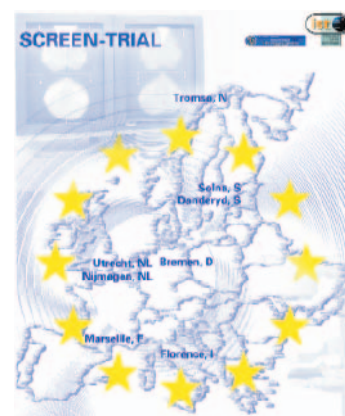 SCREEN-TRIAL
Tromsø, N
Solna, S
Danderyd, S
Utrecht, NL
Bremen, D
Nijmegen, NL
Marseille, F
Florence, I